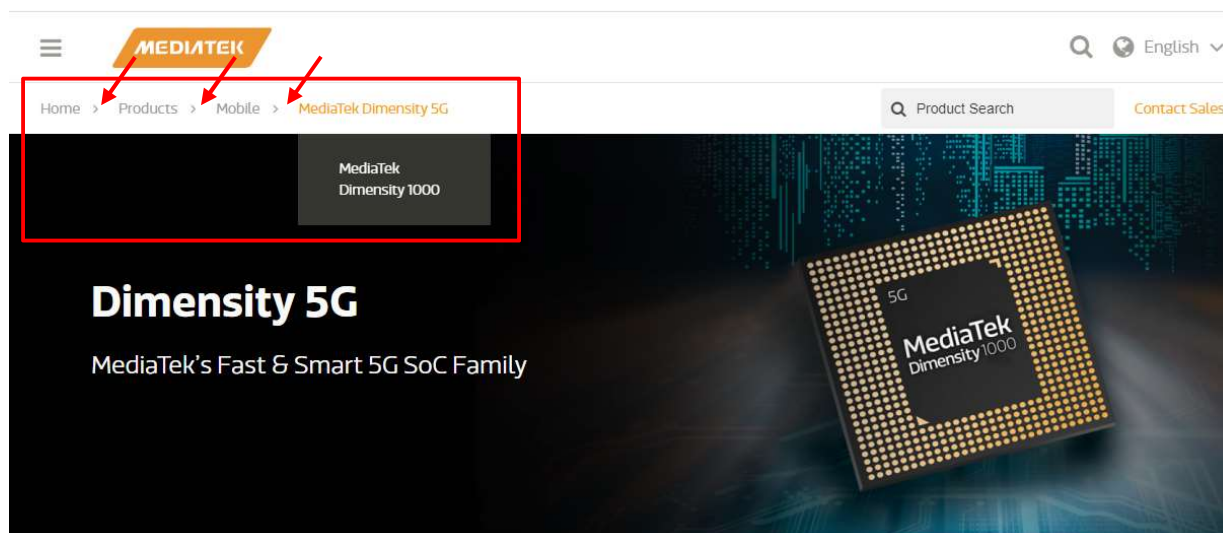 MEDIATEK
English
Home > Products > Mobile > MediaTek Dimensity 5G
Product Search
Contact Sales
MediaTek
Dimensity 1000
Dimensity 5G
MediaTek's Fast & Smart 5G SoC Family
5G
MediaTek
Dimensity 1000